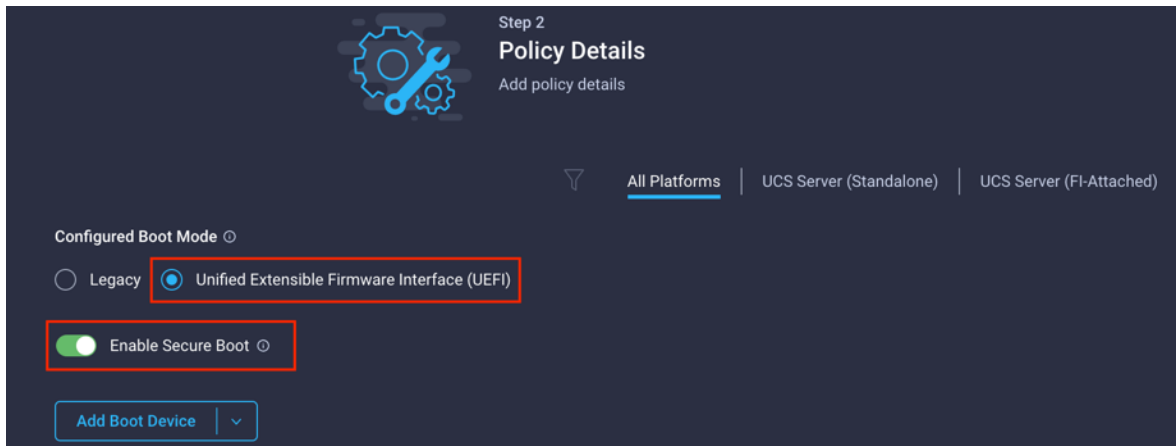 Step 2
Policy Details
Add policy details
All Platforms
UCS Server (Standalone)
UCS Server (FI-Attached)
Configured Boot Mode
Legacy
Unified Extensible Firmware Interface (UEFI)
Enable Secure Boot
Add Boot Device